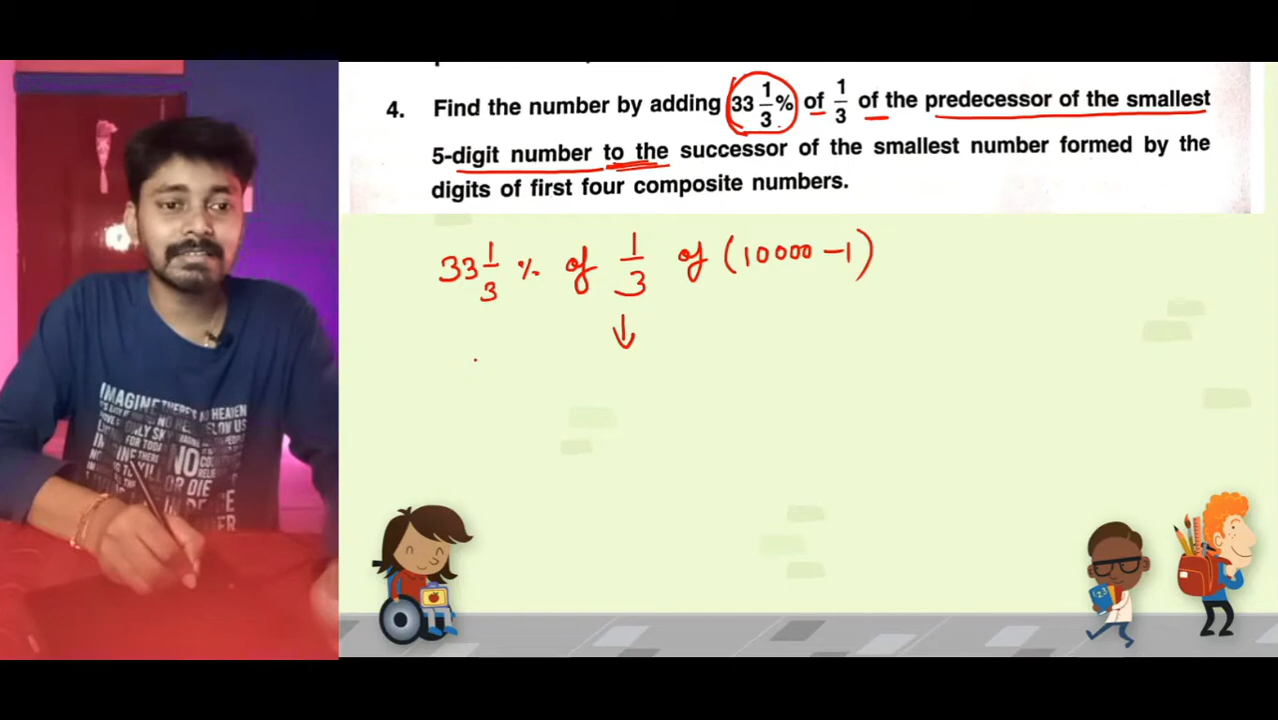 4. Find the number by adding 33 1/3 % of 1/3 of the predecessor of the smallest
5-digit number to the successor of the smallest number formed by the
digits of first four composite numbers.
33 1/3 % of 1/3 of (10000 - 1)
↓
IMAGINE THERE'S NO HEAVEN